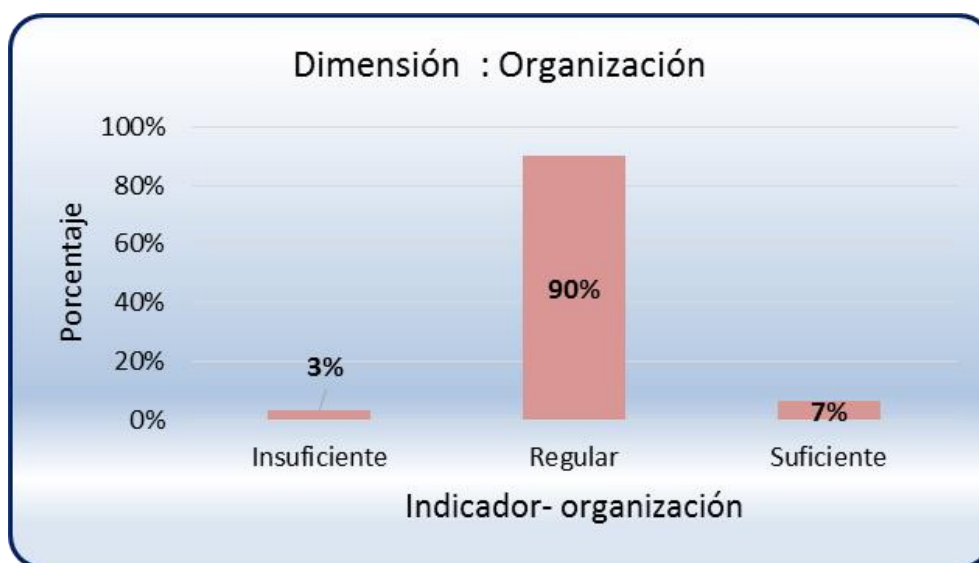 Dimensión : Organización
Porcentaje
100%
80%
60%
40%
20%
0%
3%
90%
7%
Insuficiente Regular Suficiente
Indicador- organización